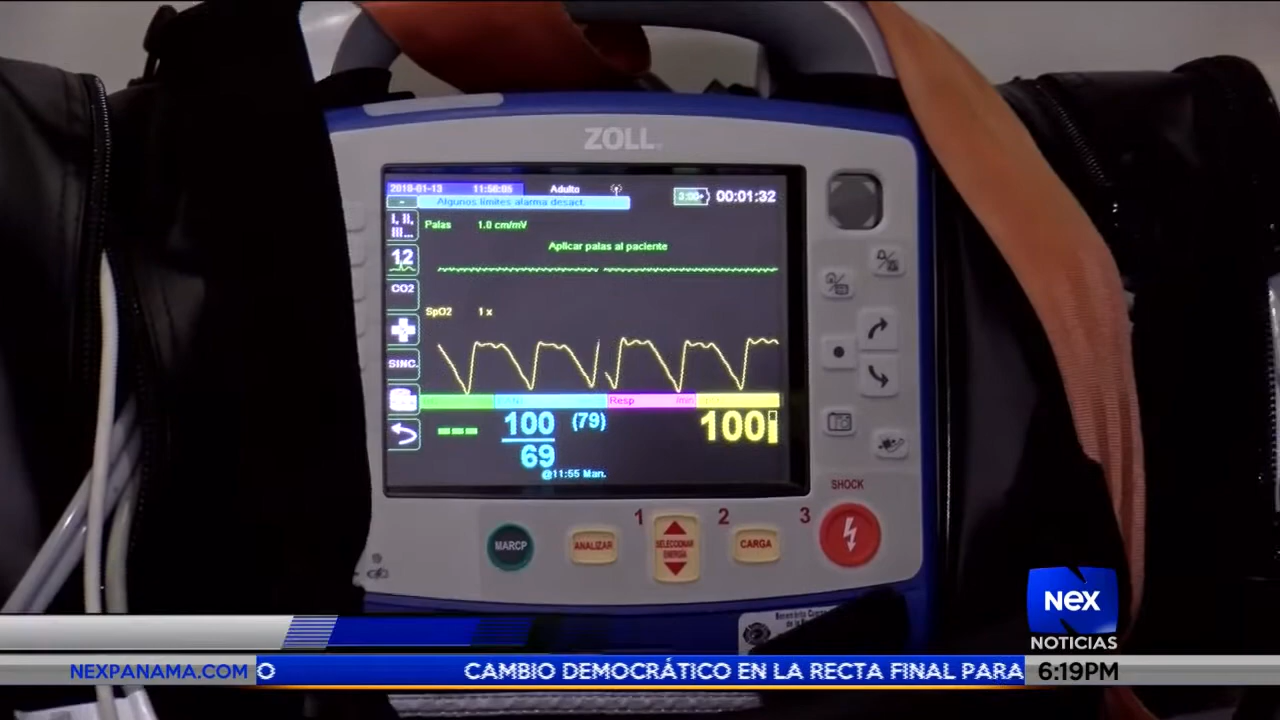 ZOLL
2018-01-13 11:56:05 Adulto 3:00 00:01:32
Algunos límites alarma desact.
I, II,
III...
Palas 1.0 cm/mV
Aplicar palas al paciente
12
CO2
SpO2 1 x
SINC.
Resp /min
--- 100 (79) 100
69
@11:55 Man.
SHOCK
1 2 3
MARCP ANALIZAR SELECCIONAR ENERGÍA CARGA
NEX
NOTICIAS
NEXPANAMA.COM O CAMBIO DEMOCRÁTICO EN LA RECTA FINAL PARA 6:19PM